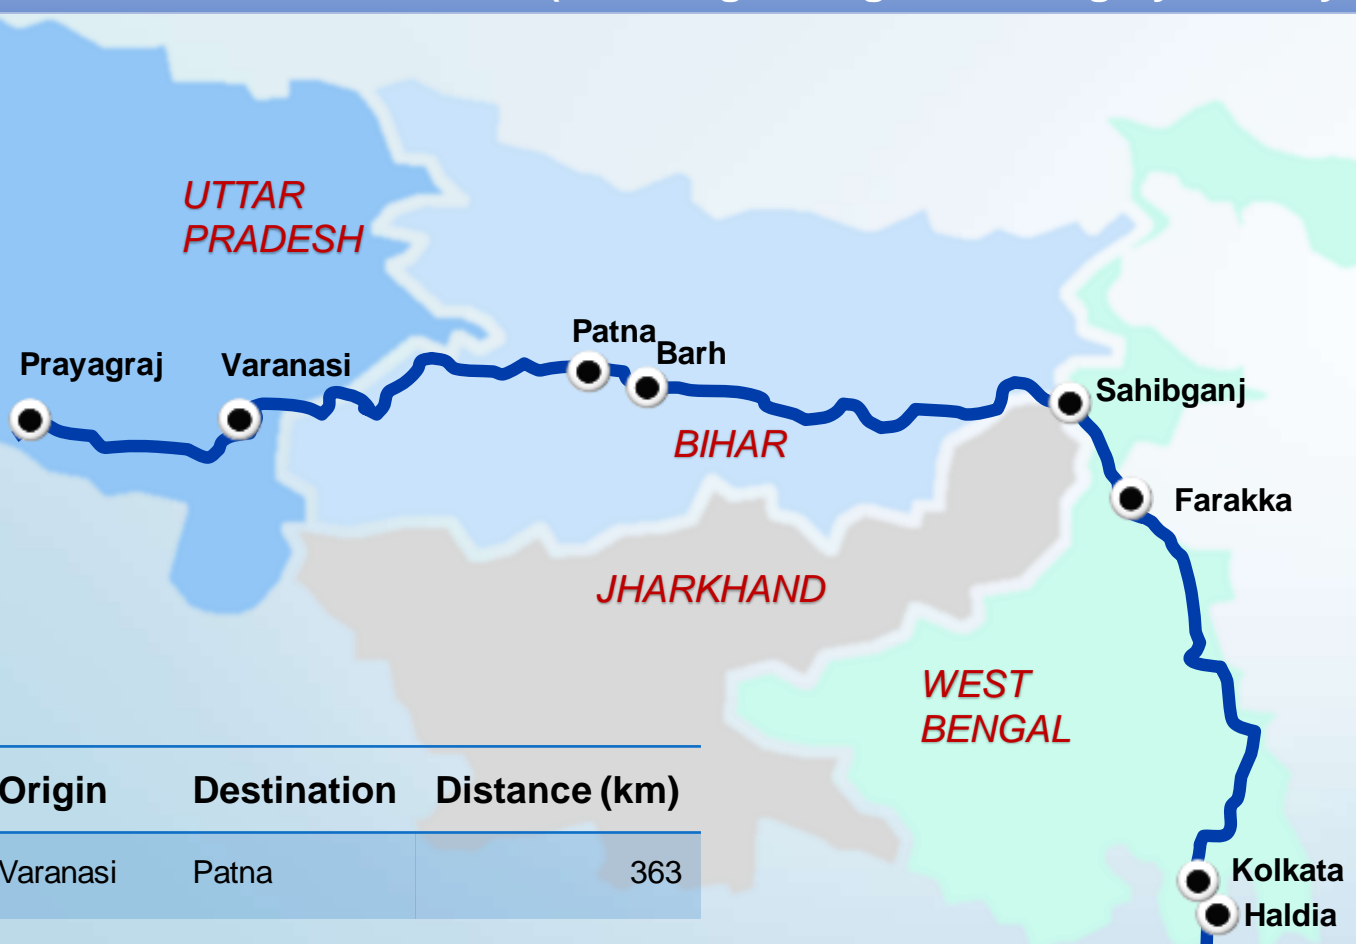 UTTAR
PRADESH
Patna
Barh
Prayagraj
Varanasi
Sahibganj
BIHAR
Farakka
JHARKHAND
WEST
BENGAL
Origin Destination Distance (km)
Varanasi Patna 363
Kolkata
Haldia